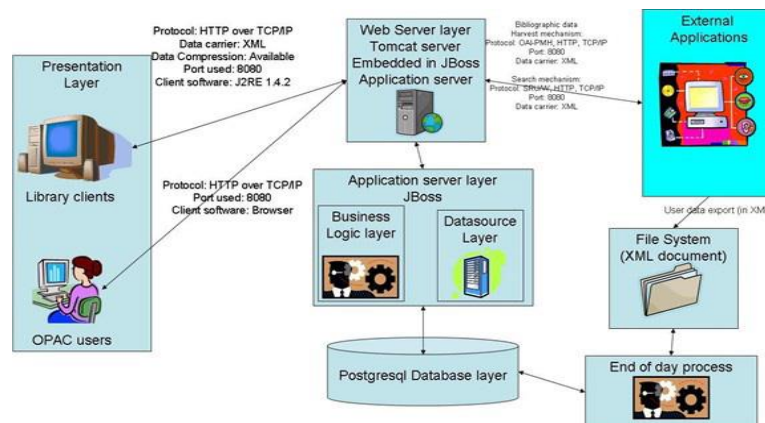 Presentation
Layer
Library clients
OPAC users
Protocol: HTTP over TCP/IP
Data carrier: XML
Data Compression: Available
Port used: 8080
Client software: J2RE 1.4.2
Protocol: HTTP over TCP/IP
Port used: 8080
Client software: Browser
Web Server layer
Tomcat server
Embedded in JBoss
Application server
Bibliographic data
Harvest mechanism:
Protocol: OAI-PMH, HTTP, TCP/IP
Port: 8080
Data carrier: XML
Search mechanism:
Protocol: SRU/W, HTTP, TCP/IP
Port: 8080
Data carrier: XML
External
Applications
Application server layer
JBoss
Business
Logic layer
Datasource
Layer
User data export (in XM
File System
(XML document)
Postgresql Database layer
End of day process